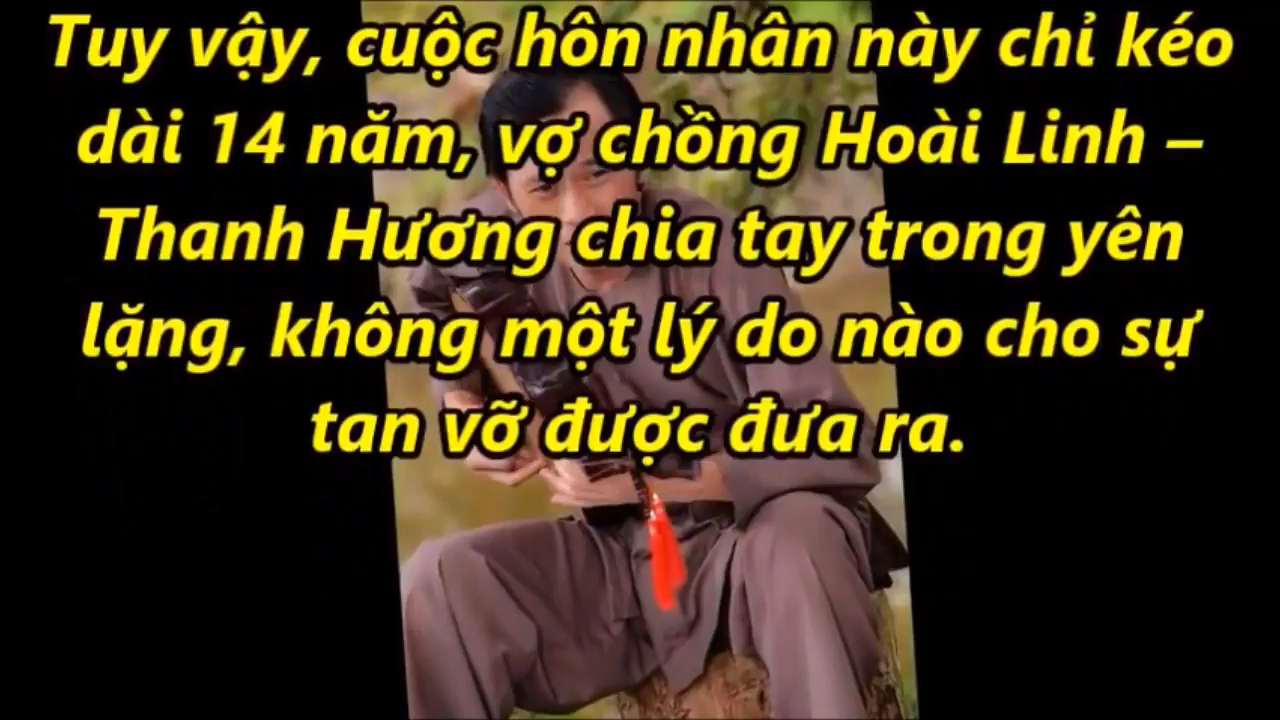 Tuy vậy, cuộc hôn nhân này chỉ kéo
dài 14 năm, vợ chồng Hoài Linh –
Thanh Hương chia tay trong yên
lặng, không một lý do nào cho sự
tan vỡ được đưa ra.